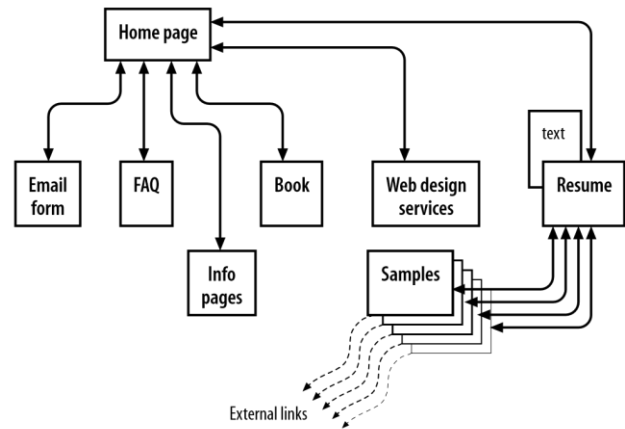 Home page
text
Email
form
FAQ
Book
Web design
services
Resume
Info
pages
Samples
External links